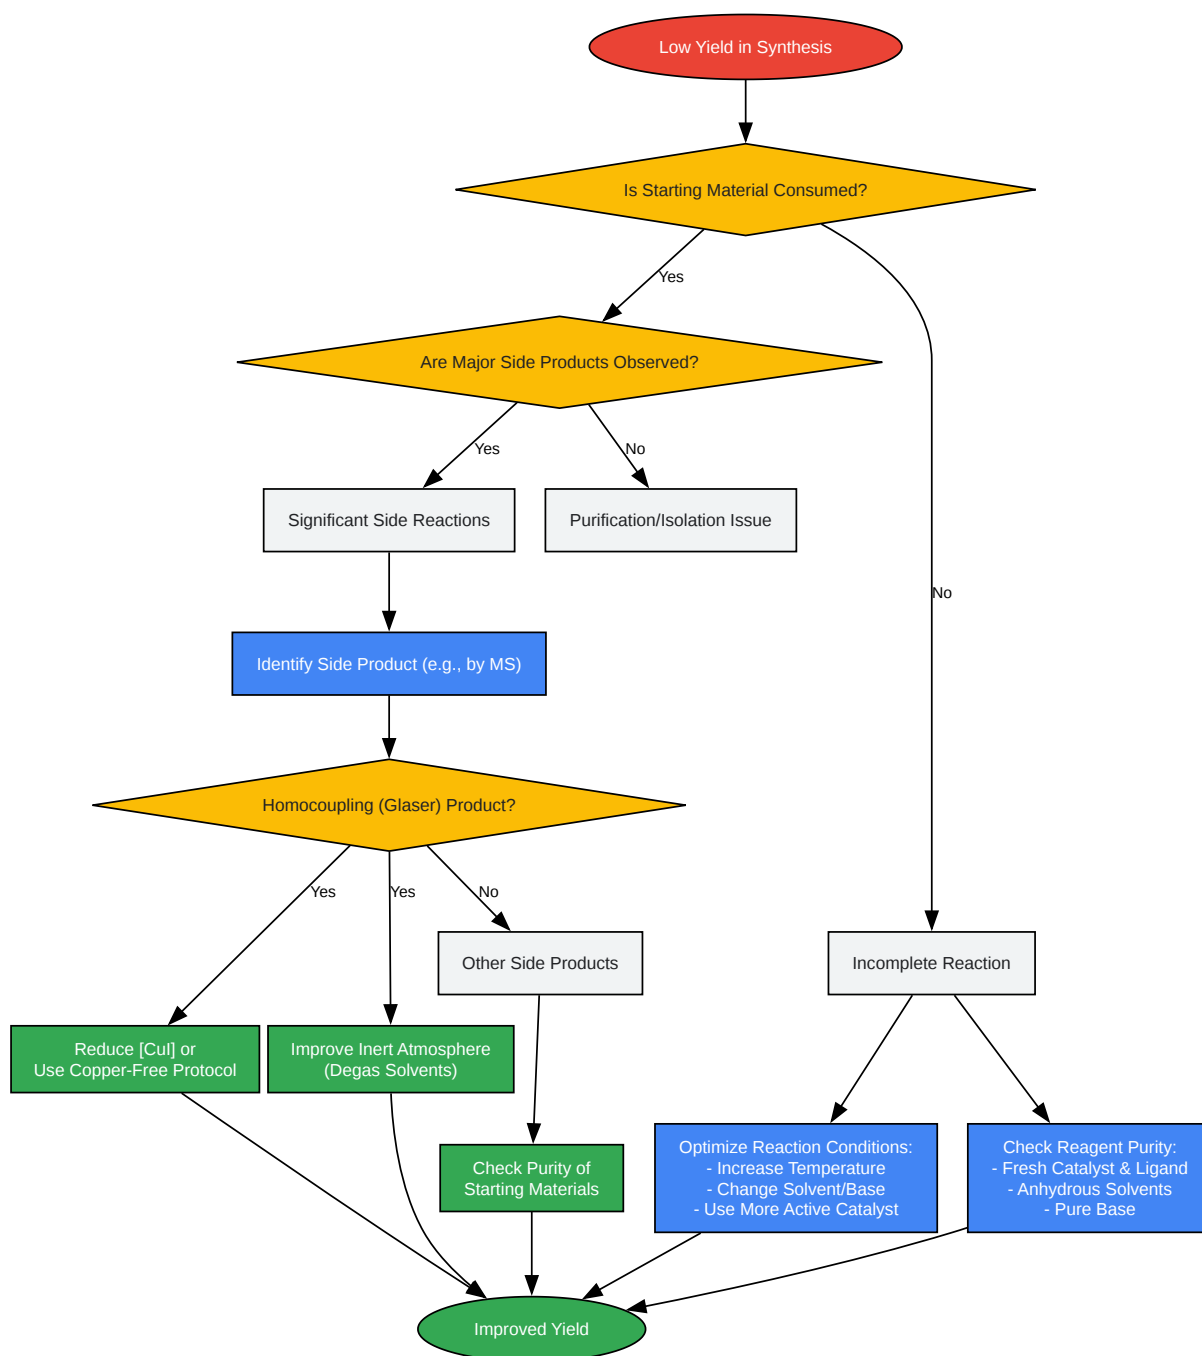 Low Yield in Synthesis
Is Starting Material Consumed?
Yes
Are Major Side Products Observed?
Yes
No
Significant Side Reactions
Purification/Isolation Issue
No
Identify Side Product (e.g., by MS)
Homocoupling (Glaser) Product?
Yes
Yes
No
Other Side Products
Incomplete Reaction
Reduce [CuI] or
Use Copper-Free Protocol
Improve Inert Atmosphere
(Degas Solvents)
Check Purity of
Starting Materials
Optimize Reaction Conditions:
- Increase Temperature
- Change Solvent/Base
- Use More Active Catalyst
Check Reagent Purity:
- Fresh Catalyst & Ligand
- Anhydrous Solvents
- Pure Base
Improved Yield